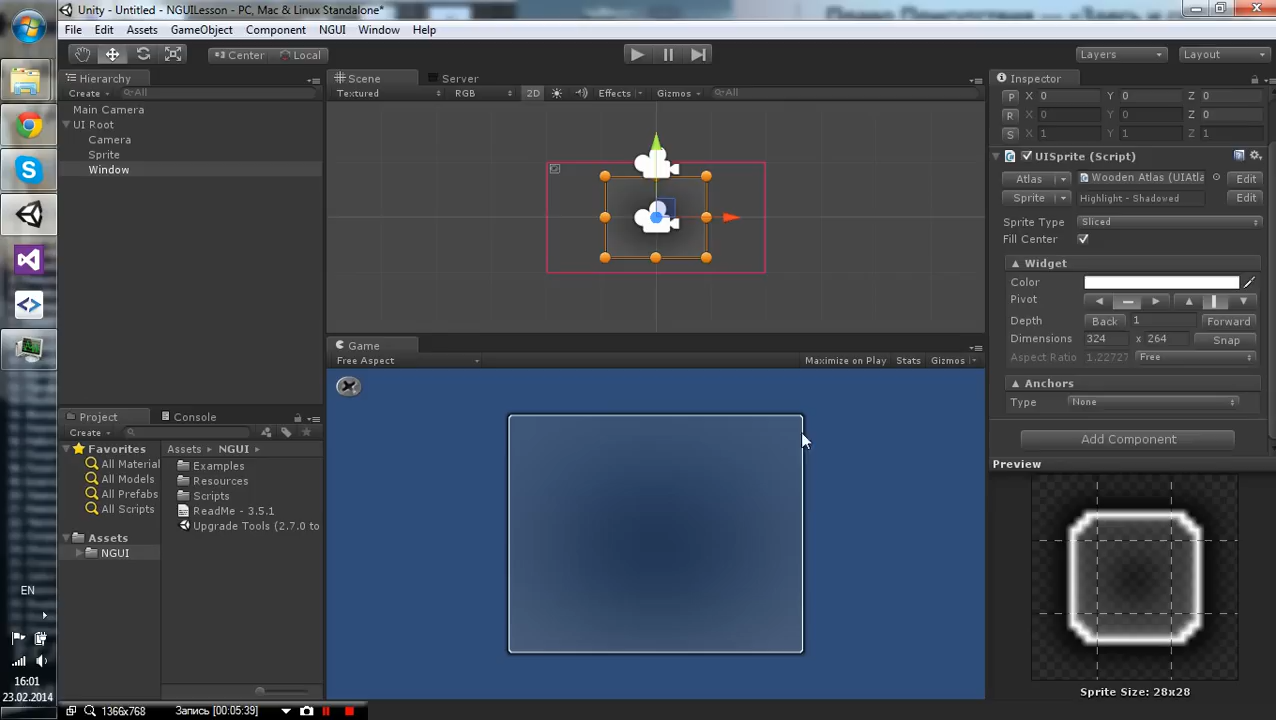 Unity - Untitled - NGUILesson - PC, Mac & Linux Standalone*
File Edit Assets GameObject Component NGUI Window Help
Center Local Layers Layout
Hierarchy
Create All
Main Camera
UI Root
Camera
Sprite
Window
Scene Server
Textured RGB 2D Effects Gizmos All
Game
Free Aspect Maximize on Play Stats Gizmos
Project Console
Create
Favorites
All Material
All Models
All Prefabs
All Scripts
Assets
NGUI
Assets NGUI
Examples
Resources
Scripts
ReadMe - 3.5.1
Upgrade Tools (2.7.0 to
Inspector
P X 0 Y 0 Z 0
R X 0 Y 0 Z 0
S X 1 Y 1 Z 1
UISprite (Script)
Atlas Wooden Atlas (UIAtla Edit
Sprite Highlight - Shadowed Edit
Sprite Type Sliced
Fill Center
Widget
Color
Pivot
Depth Back 1 Forward
Dimensions 324 x 264 Snap
Aspect Ratio 1.22727 Free
Anchors
Type None
Add Component
Preview
Sprite Size: 28x28
EN
16:01
23.02.2014
1366x768 Запись [00:05:39]